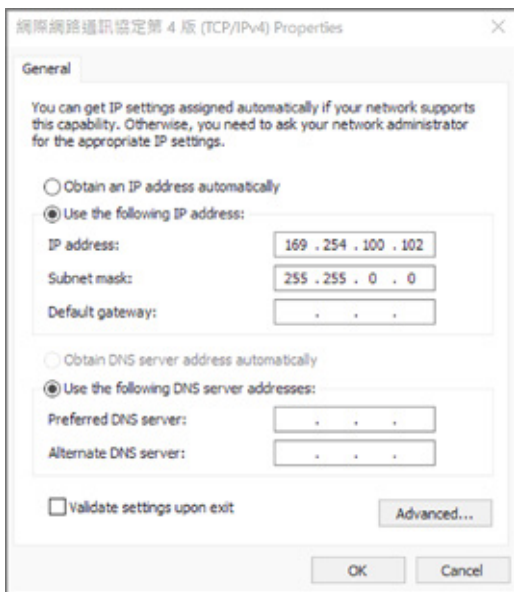 網際網路通訊協定第 4 版 (TCP/IPv4) Properties
General
You can get IP settings assigned automatically if your network supports
this capability. Otherwise, you need to ask your network administrator
for the appropriate IP settings.
Obtain an IP address automatically
Use the following IP address:
IP address: 169 . 254 . 100 . 102
Subnet mask: 255 . 255 . 0 . 0
Default gateway: . . .
Obtain DNS server address automatically
Use the following DNS server addresses:
Preferred DNS server: . . .
Alternate DNS server: . . .
Validate settings upon exit
Advanced...
OK Cancel